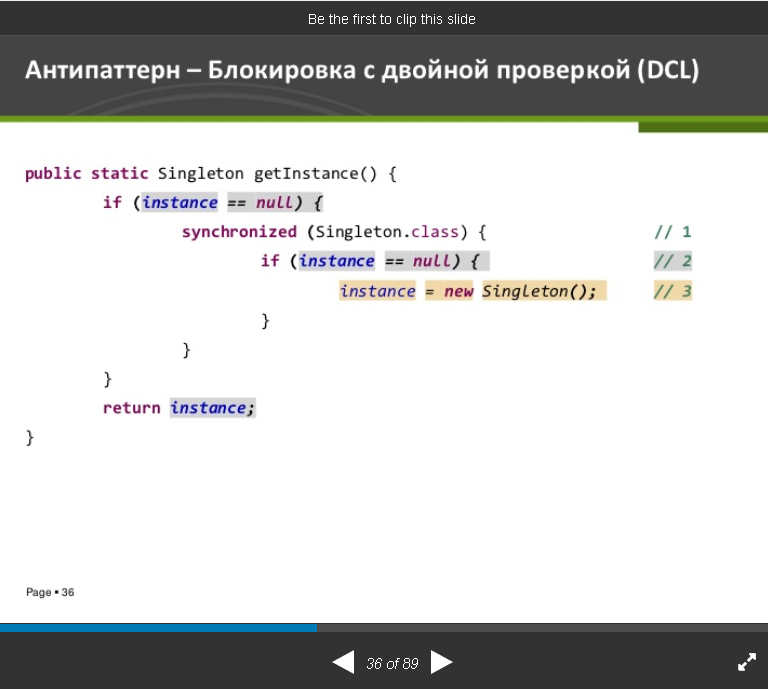 Be the first to clip this slide
Антипаттерн – Блокировка с двойной проверкой (DCL)
public static Singleton getInstance() {
if (instance == null) {
synchronized (Singleton.class) { // 1
if (instance == null) { // 2
instance = new Singleton(); // 3
}
}
}
return instance;
}
Page ▪ 36
36 of 89